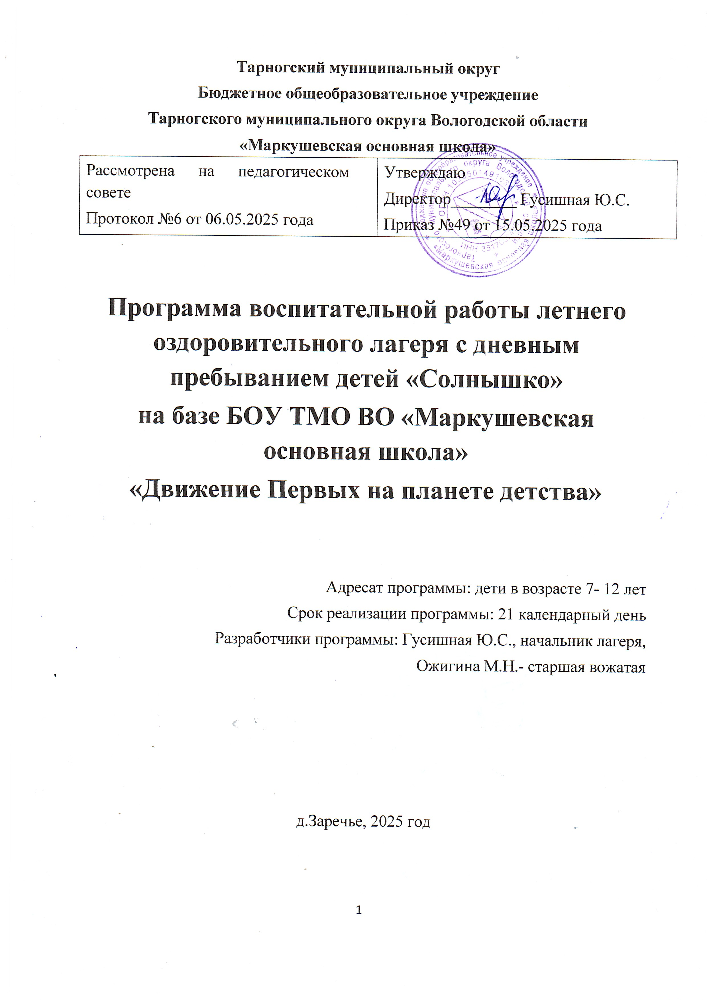 Тарногский муниципальный округ
Бюджетное общеобразовательное учреждение
Тарногского муниципального округа Вологодской области
«Маркушевская основная школа»
Рассмотрена на педагогическом
совете
Протокол №6 от 06.05.2025 года
Утверждаю
Директор________ Гусишная Ю.С.
Приказ №49 от 15.05.2025 года
«Маркушевская основная школа»
Программа воспитательной работы летнего
оздоровительного лагеря с дневным
пребыванием детей «Солнышко»
на базе БОУ ТМО ВО «Маркушевская
основная школа»
«Движение Первых на планете детства»
Адресат программы: дети в возрасте 7- 12 лет
Срок реализации программы: 21 календарный день
Разработчики программы: Гусишная Ю.С., начальник лагеря,
Ожигина М.Н.- старшая вожатая
д.Заречье, 2025 год
1